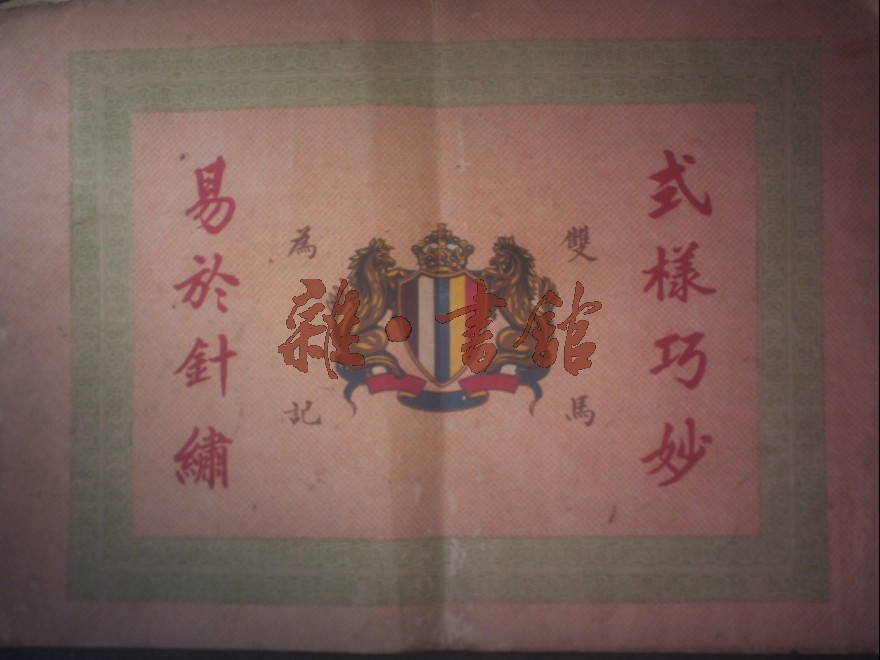 式樣巧妙
雙馬
為記
易於針繡
雜·書館